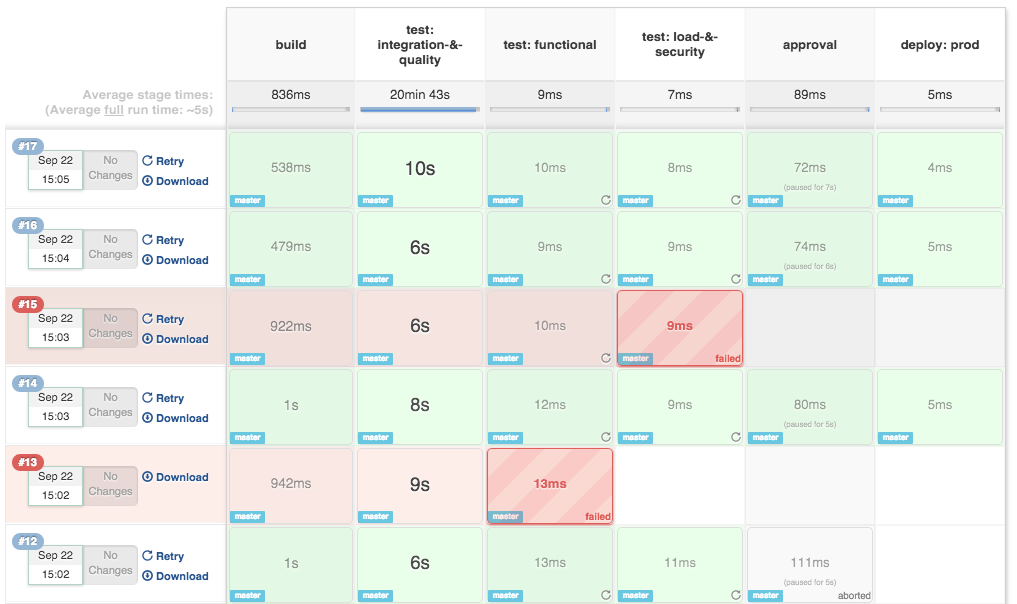 build
test:
integration-&-
quality
test: functional
test: load-&-
security
approval
deploy: prod
Average stage times:
(Average full run time: ~5s)
836ms
20min 43s
9ms
7ms
89ms
5ms
#17
Sep 22
15:05
No
Changes
Retry
Download
538ms
master
10s
master
10ms
master
8ms
master
72ms
(paused for 7s)
master
4ms
master
#16
Sep 22
15:04
No
Changes
Retry
Download
479ms
master
6s
master
9ms
master
9ms
master
74ms
(paused for 6s)
master
5ms
master
#15
Sep 22
15:03
No
Changes
Retry
Download
922ms
master
6s
master
10ms
master
9ms
master
failed
#14
Sep 22
15:03
No
Changes
Retry
Download
1s
master
8s
master
12ms
master
9ms
master
80ms
(paused for 5s)
master
5ms
master
#13
Sep 22
15:02
No
Changes
Download
942ms
master
9s
master
13ms
master
failed
#12
Sep 22
15:02
No
Changes
Retry
Download
1s
master
6s
master
13ms
master
11ms
master
111ms
(paused for 5s)
master
aborted